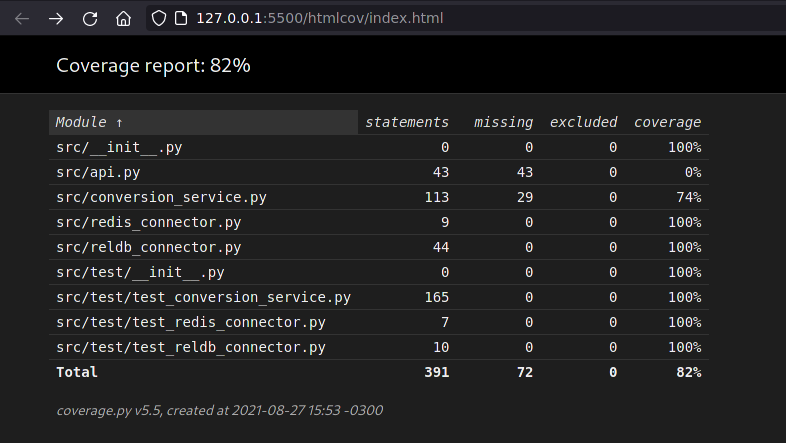 127.0.0.1:5500/htmlcov/index.html
Coverage report: 82%
Module ↑ statements missing excluded coverage
src/__init__.py 0 0 0 100%
src/api.py 43 43 0 0%
src/conversion_service.py 113 29 0 74%
src/redis_connector.py 9 0 0 100%
src/reldb_connector.py 44 0 0 100%
src/test/__init__.py 0 0 0 100%
src/test/test_conversion_service.py 165 0 0 100%
src/test/test_redis_connector.py 7 0 0 100%
src/test/test_reldb_connector.py 10 0 0 100%
Total 391 72 0 82%
coverage.py v5.5, created at 2021-08-27 15:53 -0300